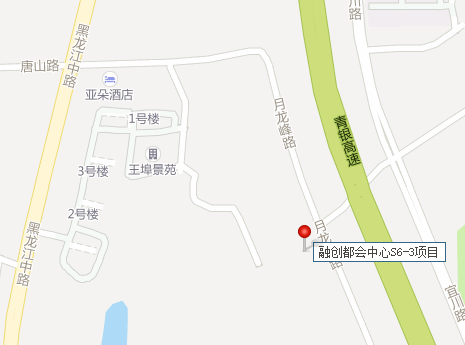 川路
黑龙江中路
唐山路
亚朵酒店
1号楼
月龙峰路
青银高速
王埠景苑
3号楼
2号楼
黑龙江中路
月龙 路
融创都会中心S6-3项目
宜川路